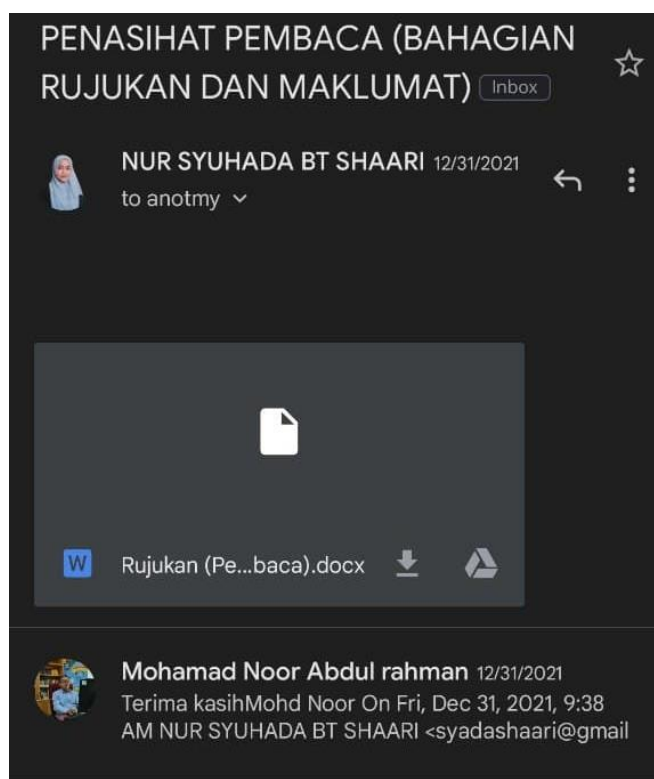 PENASIHAT PEMBACA (BAHAGIAN
RUJUKAN DAN MAKLUMAT) Inbox
NUR SYUHADA BT SHAARI 12/31/2021
to anotmy
W Rujukan (Pe...baca).docx
Mohamad Noor Abdul rahman 12/31/2021
Terima kasihMohd Noor On Fri, Dec 31, 2021, 9:38
AM NUR SYUHADA BT SHAARI <syadashaari@gmail